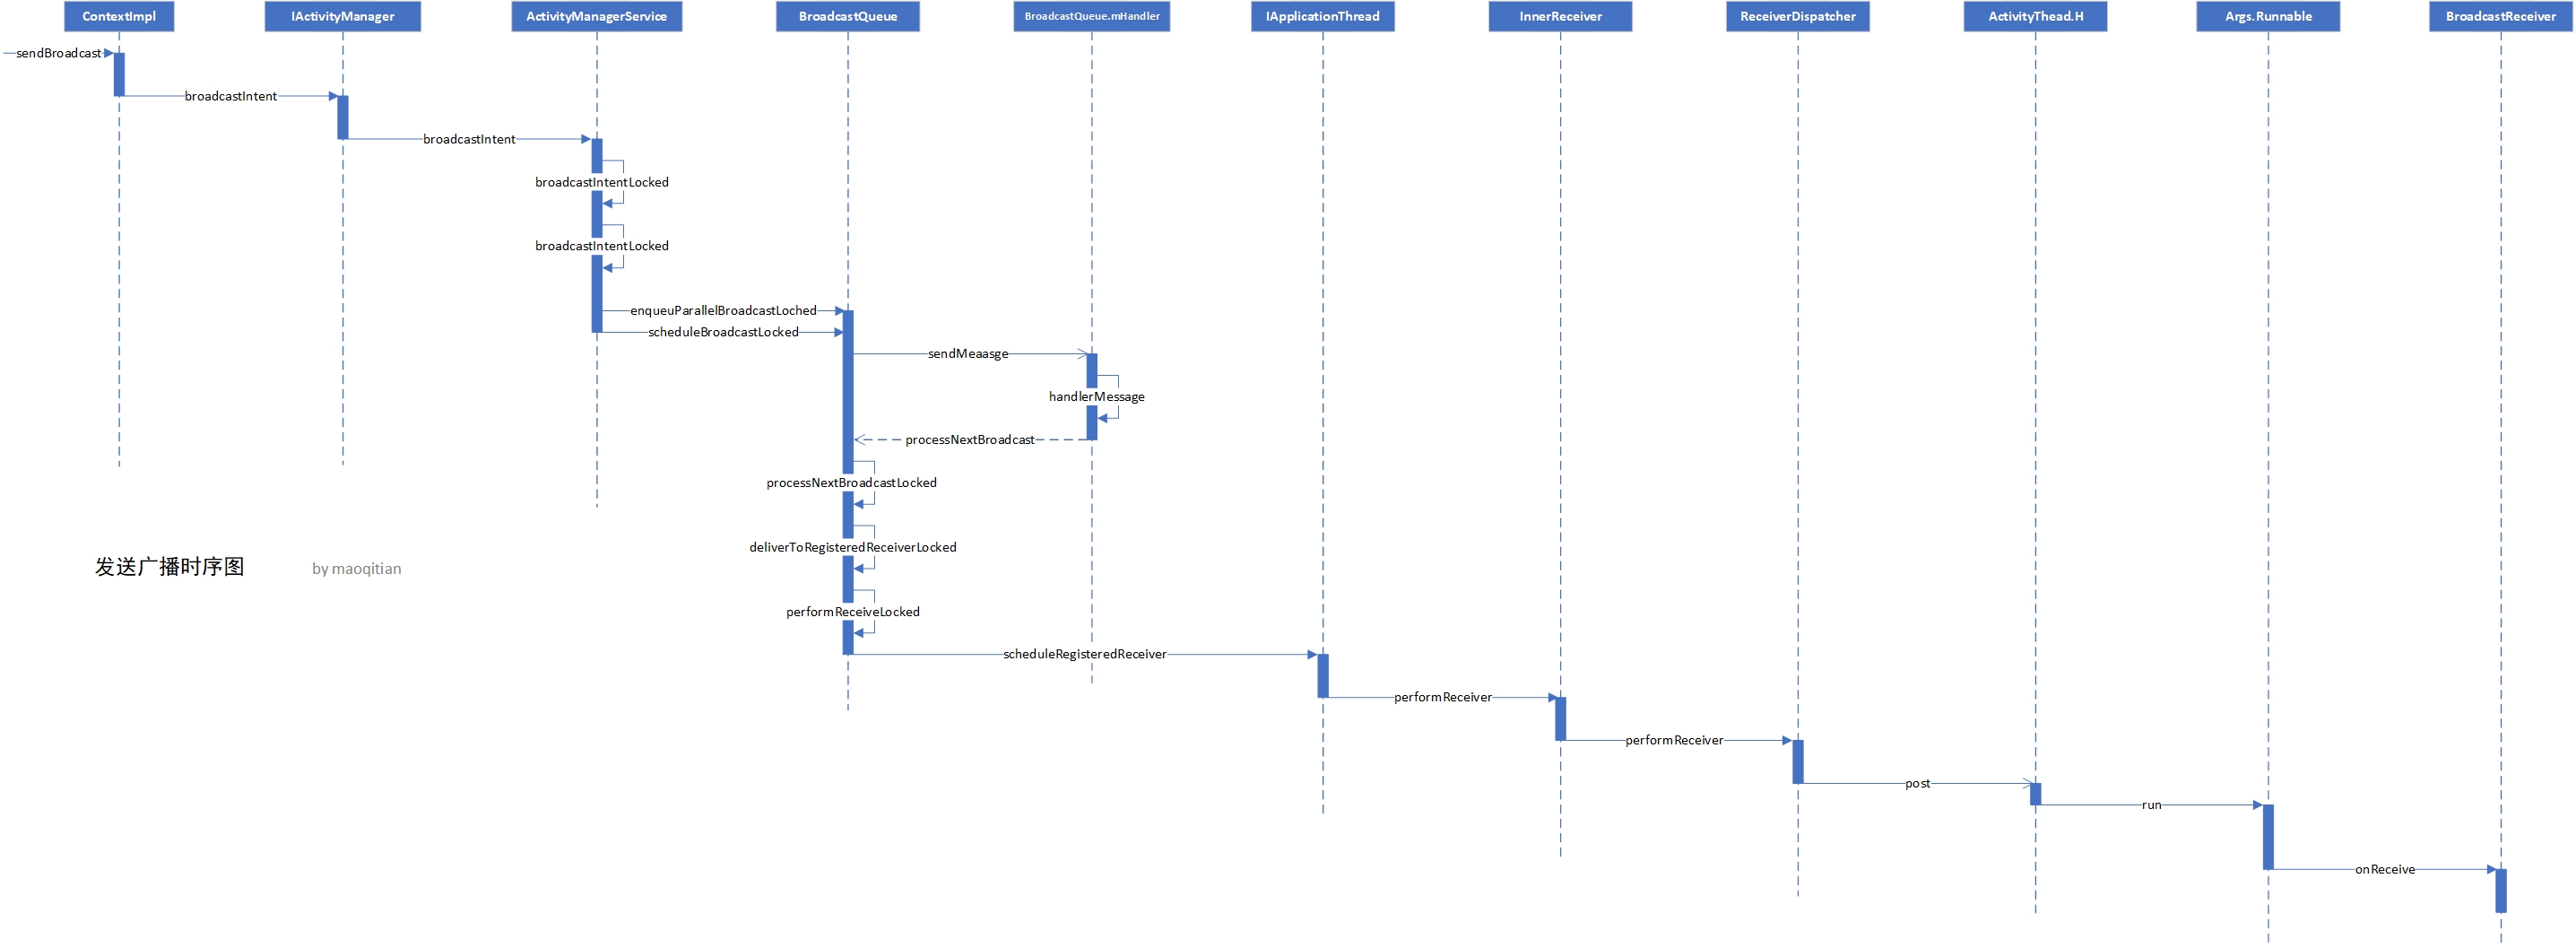 ContextImpl
IActivityManager
ActivityManagerService
BroadcastQueue
BroadcastQueue.mHandler
IApplicationThread
InnerReceiver
ReceiverDispatcher
ActivityThead.H
Args.Runnable
BroadcastReceiver
sendBroadcast
broadcastIntent
broadcastIntent
broadcastIntentLocked
broadcastIntentLocked
enqueuParallelBroadcastLoched
scheduleBroadcastLocked
sendMeaasge
handlerMessage
processNextBroadcast
processNextBroadcastLocked
deliverToRegisteredReceiverLocked
发送广播时序图
by maoqitian
performReceiveLocked
scheduleRegisteredReceiver
performReceiver
performReceiver
post
run
onReceive